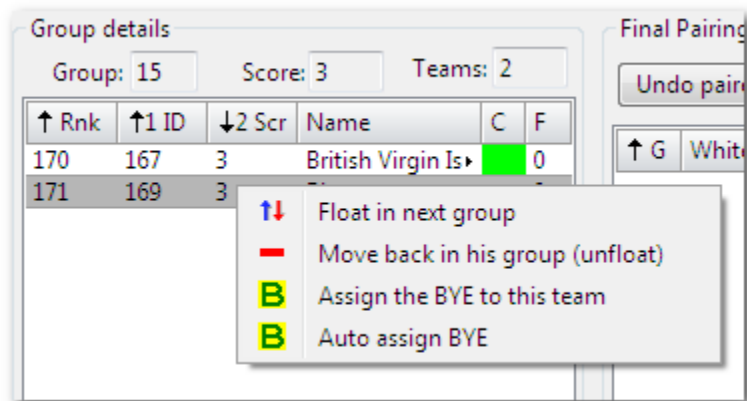 Group details
Group: 15 Score: 3 Teams: 2
↑ Rnk ↑1 ID ↓2 Scr Name C F
170 167 3 British Virgin Is 0
171 169 3
Float in next group
Move back in his group (unfloat)
Assign the BYE to this team
Auto assign BYE
Final Pairing
Undo paire
↑ G White